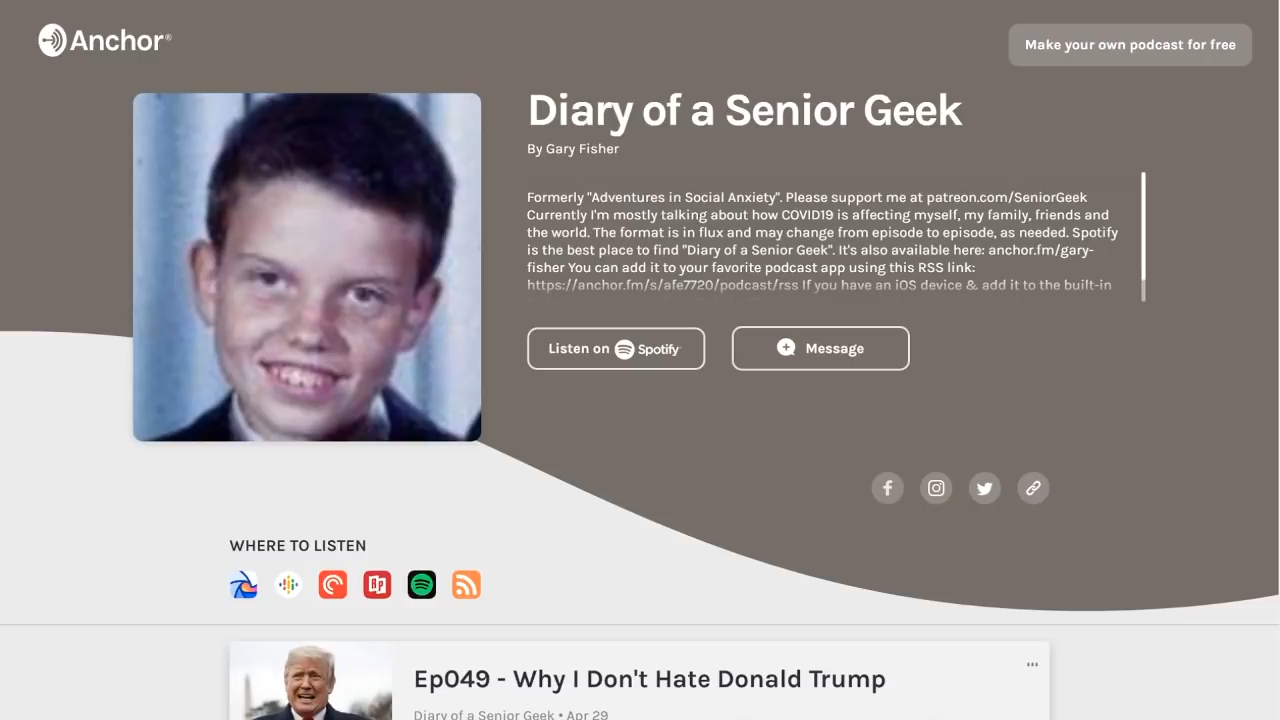 Anchor®
Make your own podcast for free
Diary of a Senior Geek
By Gary Fisher
Formerly "Adventures in Social Anxiety". Please support me at patreon.com/SeniorGeek
Currently I'm mostly talking about how COVID19 is affecting myself, my family, friends and
the world. The format is in flux and may change from episode to episode, as needed. Spotify
is the best place to find "Diary of a Senior Geek". It's also available here: anchor.fm/gary-
fisher You can add it to your favorite podcast app using this RSS link:
https://anchor.fm/s/afe7720/podcast/rss If you have an iOS device & add it to the built-in
Listen on Spotify
Message
WHERE TO LISTEN
RP
Ep049 - Why I Don't Hate Donald Trump
Diary of a Senior Geek • Apr 29